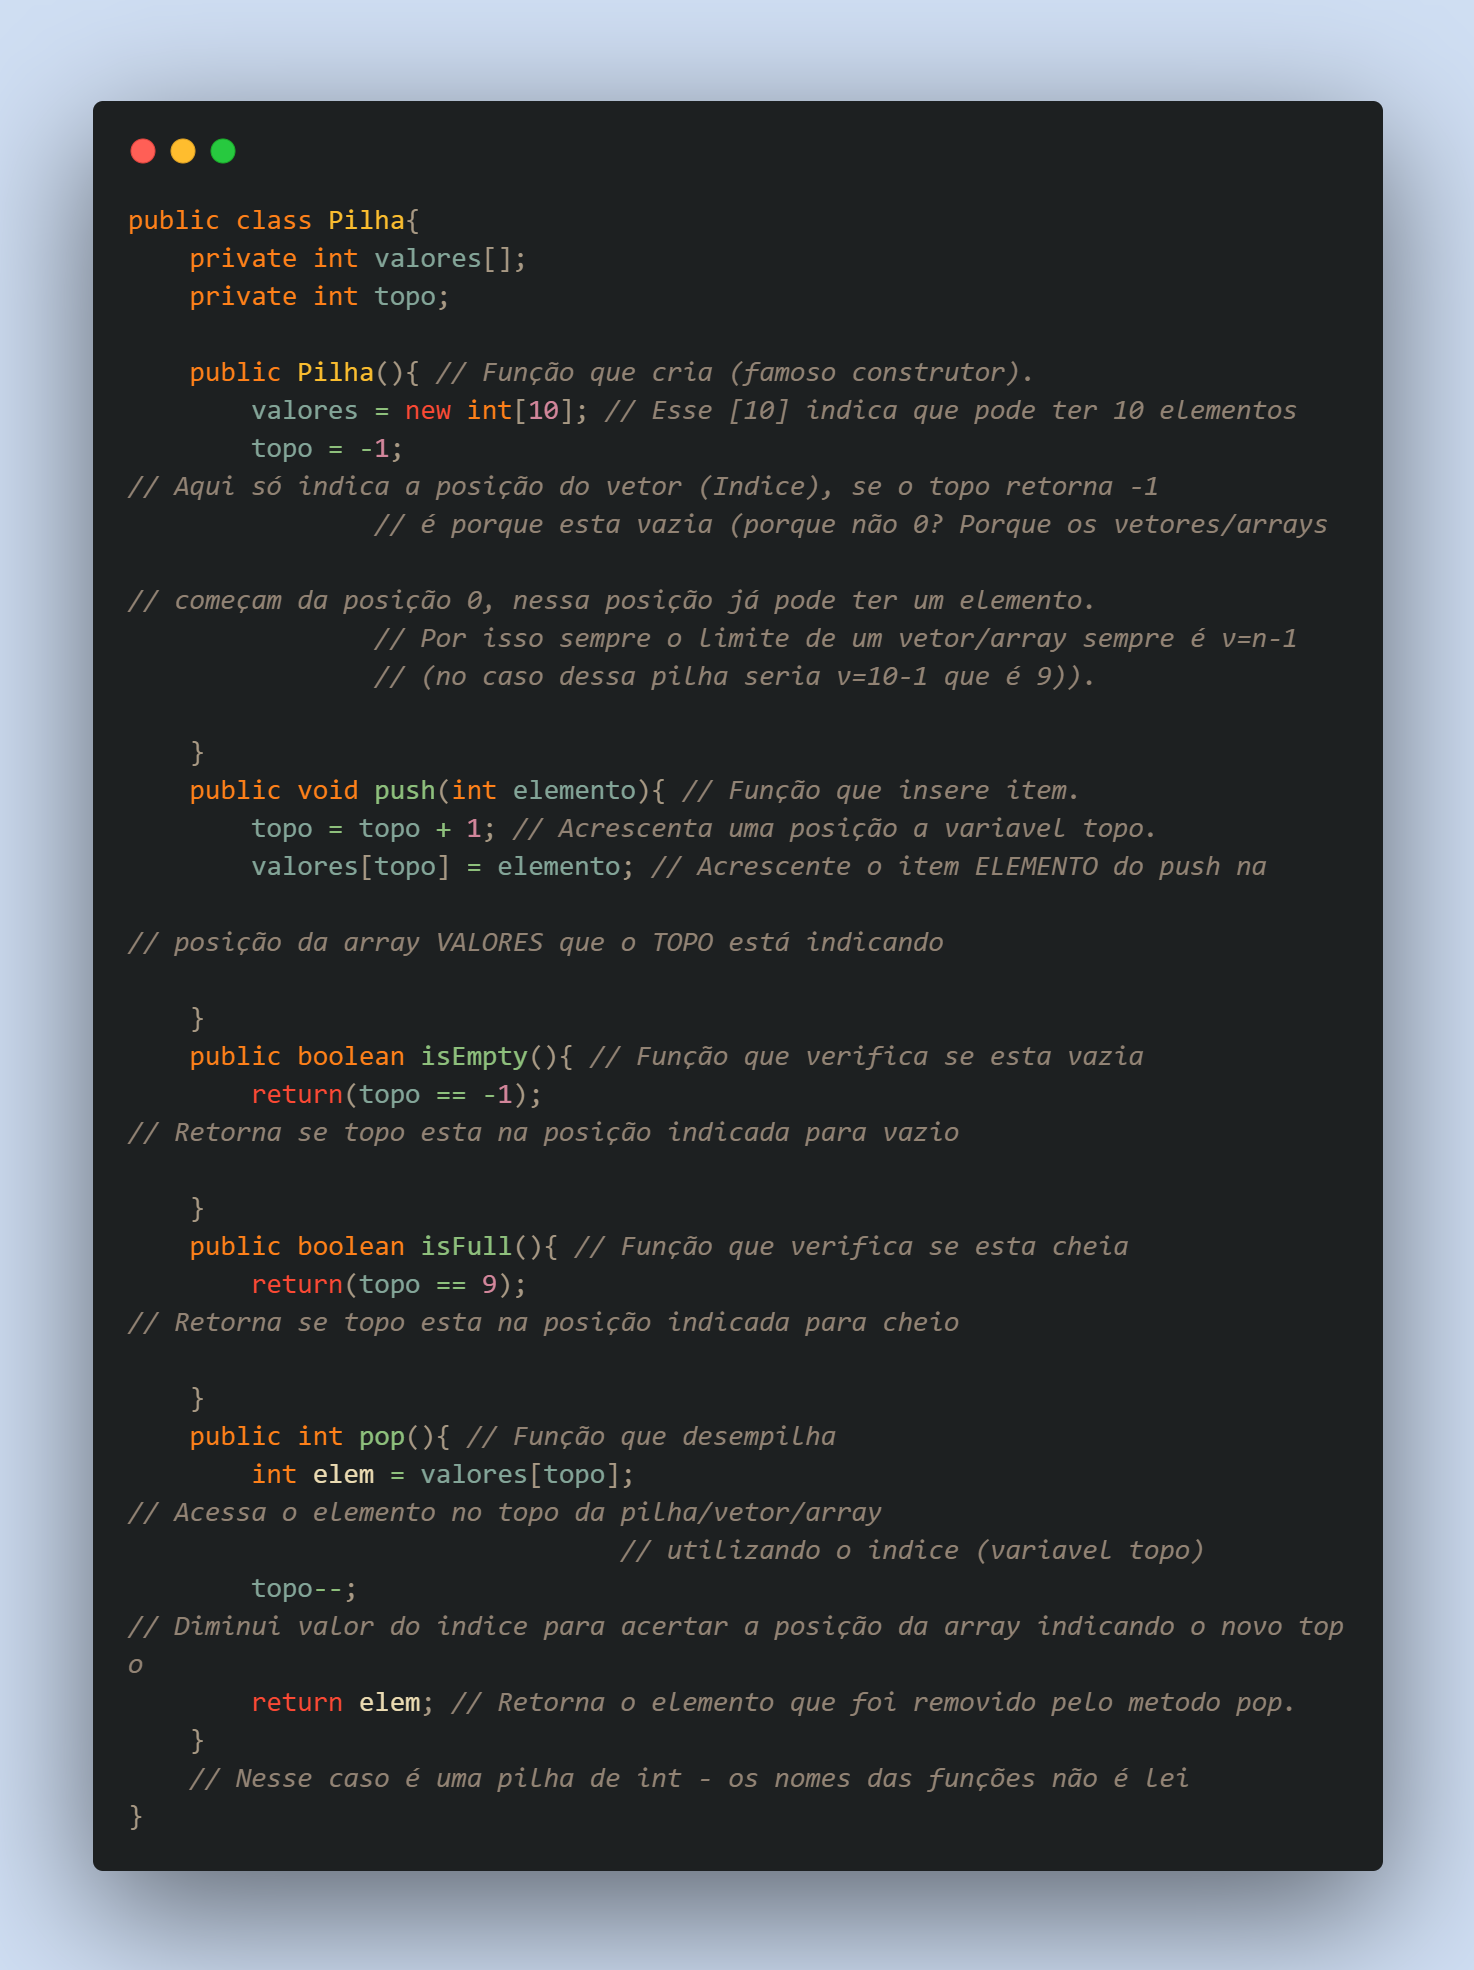 public class Pilha{
    private int valores[];
    private int topo;

    public Pilha(){ // Função que cria (famoso construtor).
        valores = new int[10]; // Esse [10] indica que pode ter 10 elementos
        topo = -1;
// Aqui só indica a posição do vetor (Indice), se o topo retorna -1
                // é porque esta vazia (porque não 0? Porque os vetores/arrays

// começam da posição 0, nessa posição já pode ter um elemento.
                // Por isso sempre o limite de um vetor/array sempre é v=n-1
                // (no caso dessa pilha seria v=10-1 que é 9)).

    }
    public void push(int elemento){ // Função que insere item.
        topo = topo + 1; // Acrescenta uma posição a variavel topo.
        valores[topo] = elemento; // Acrescente o item ELEMENTO do push na

// posição da array VALORES que o TOPO está indicando

    }
    public boolean isEmpty(){ // Função que verifica se esta vazia
        return(topo == -1);
// Retorna se topo esta na posição indicada para vazio

    }
    public boolean isFull(){ // Função que verifica se esta cheia
        return(topo == 9);
// Retorna se topo esta na posição indicada para cheio

    }
    public int pop(){ // Função que desempilha
        int elem = valores[topo];
// Acessa o elemento no topo da pilha/vetor/array
                                // utilizando o indice (variavel topo)
        topo--;
// Diminui valor do indice para acertar a posição da array indicando o novo top
o
        return elem; // Retorna o elemento que foi removido pelo metodo pop.
    }
    // Nesse caso é uma pilha de int - os nomes das funções não é lei
}